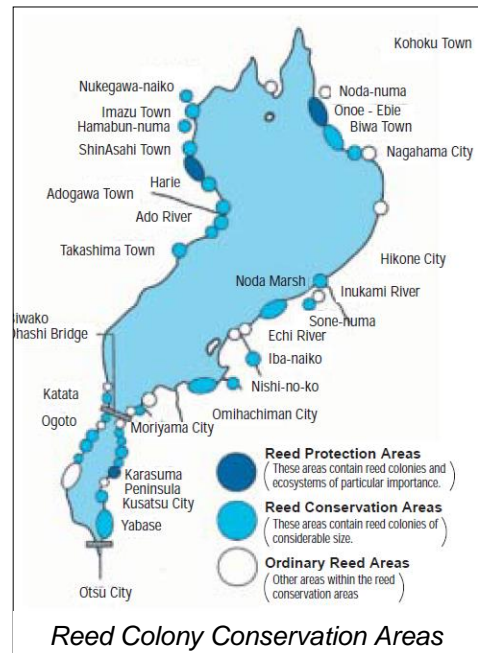 Kohoku Town
Nukegawa-naiko
Noda-numa
Imazu Town
Onoe - Ebie
Hamabun-numa
Biwa Town
ShinAsahi Town
Nagahama City
Harie
Adogawa Town
Ado River
Takashima Town
Hikone City
Noda Marsh
Inukami River
Sone-numa
Echi River
Iba-naiko
Nishi-no-ko
Omihachiman City
Biwako
Ohashi Bridge
Katata
Ogoto
Moriyama City
Karasuma
Peninsula
Kusatsu City
Yabase
Otsu City
Reed Protection Areas
(These areas contain reed colonies and
ecosystems of particular importance.)
Reed Conservation Areas
(These areas contain reed colonies of
considerable size.)
Ordinary Reed Areas
(Other areas within the reed
conservation areas)
Reed Colony Conservation Areas